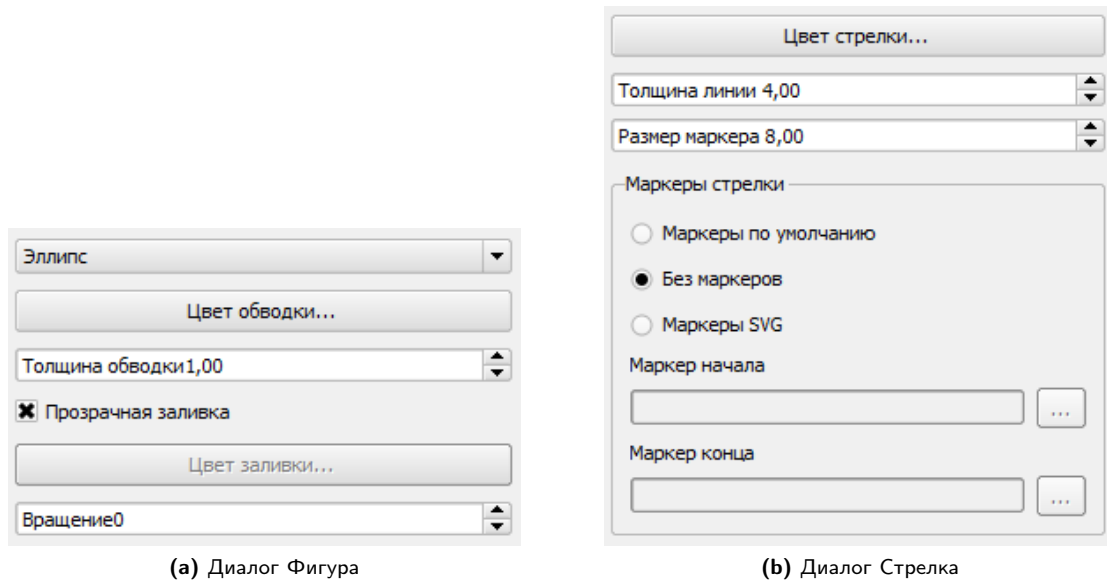 Эллипс
Цвет обводки...
Толщина обводки1,00
Прозрачная заливка
Цвет заливки...
Вращение0
(a) Диалог Фигура
Цвет стрелки...
Толщина линии 4,00
Размер маркера 8,00
Маркеры стрелки
Маркеры по умолчанию
Без маркеров
Маркеры SVG
Маркер начала
...
Маркер конца
...
(b) Диалог Стрелка